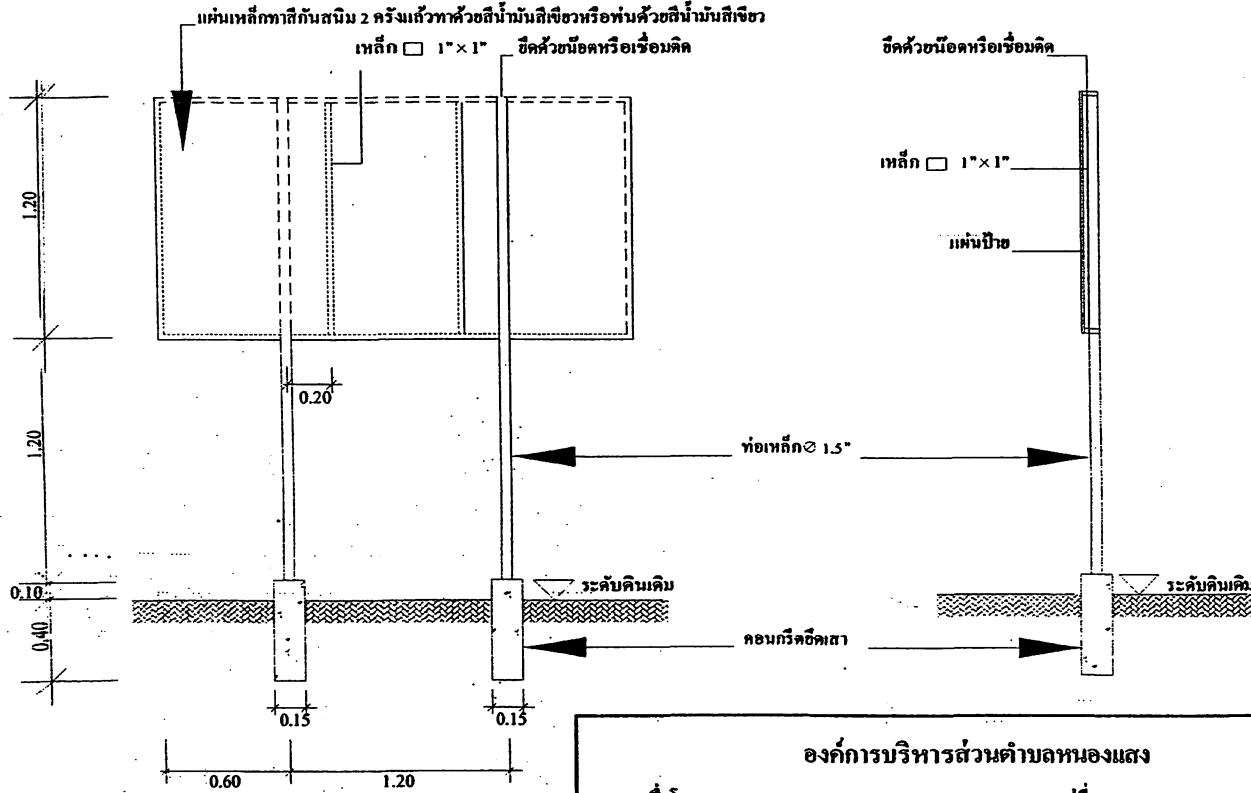 แผ่นเหล็กทาสีกันสนิม 2 ครั้งแล้วทาด้วยสีน้ำมันสีเขียวหรือพ่นด้วยสีน้ำมันสีเขียว
เหล็ก 1"×1"
ยึดด้วยน๊อตหรือเชื่อมติด
ยึดด้วยน๊อตหรือเชื่อมติด
เหล็ก 1"×1"
แผ่นป้าย
1.20
0.20
1.20
ท่อเหล็ก∅ 1.5"
0.10
ระดับดินเดิม
ระดับดินเดิม
0.40
คอนกรีตยึดเสา
0.15
0.15
0.60
1.20
องค์การบริหารส่วนตำบลหนองแสง